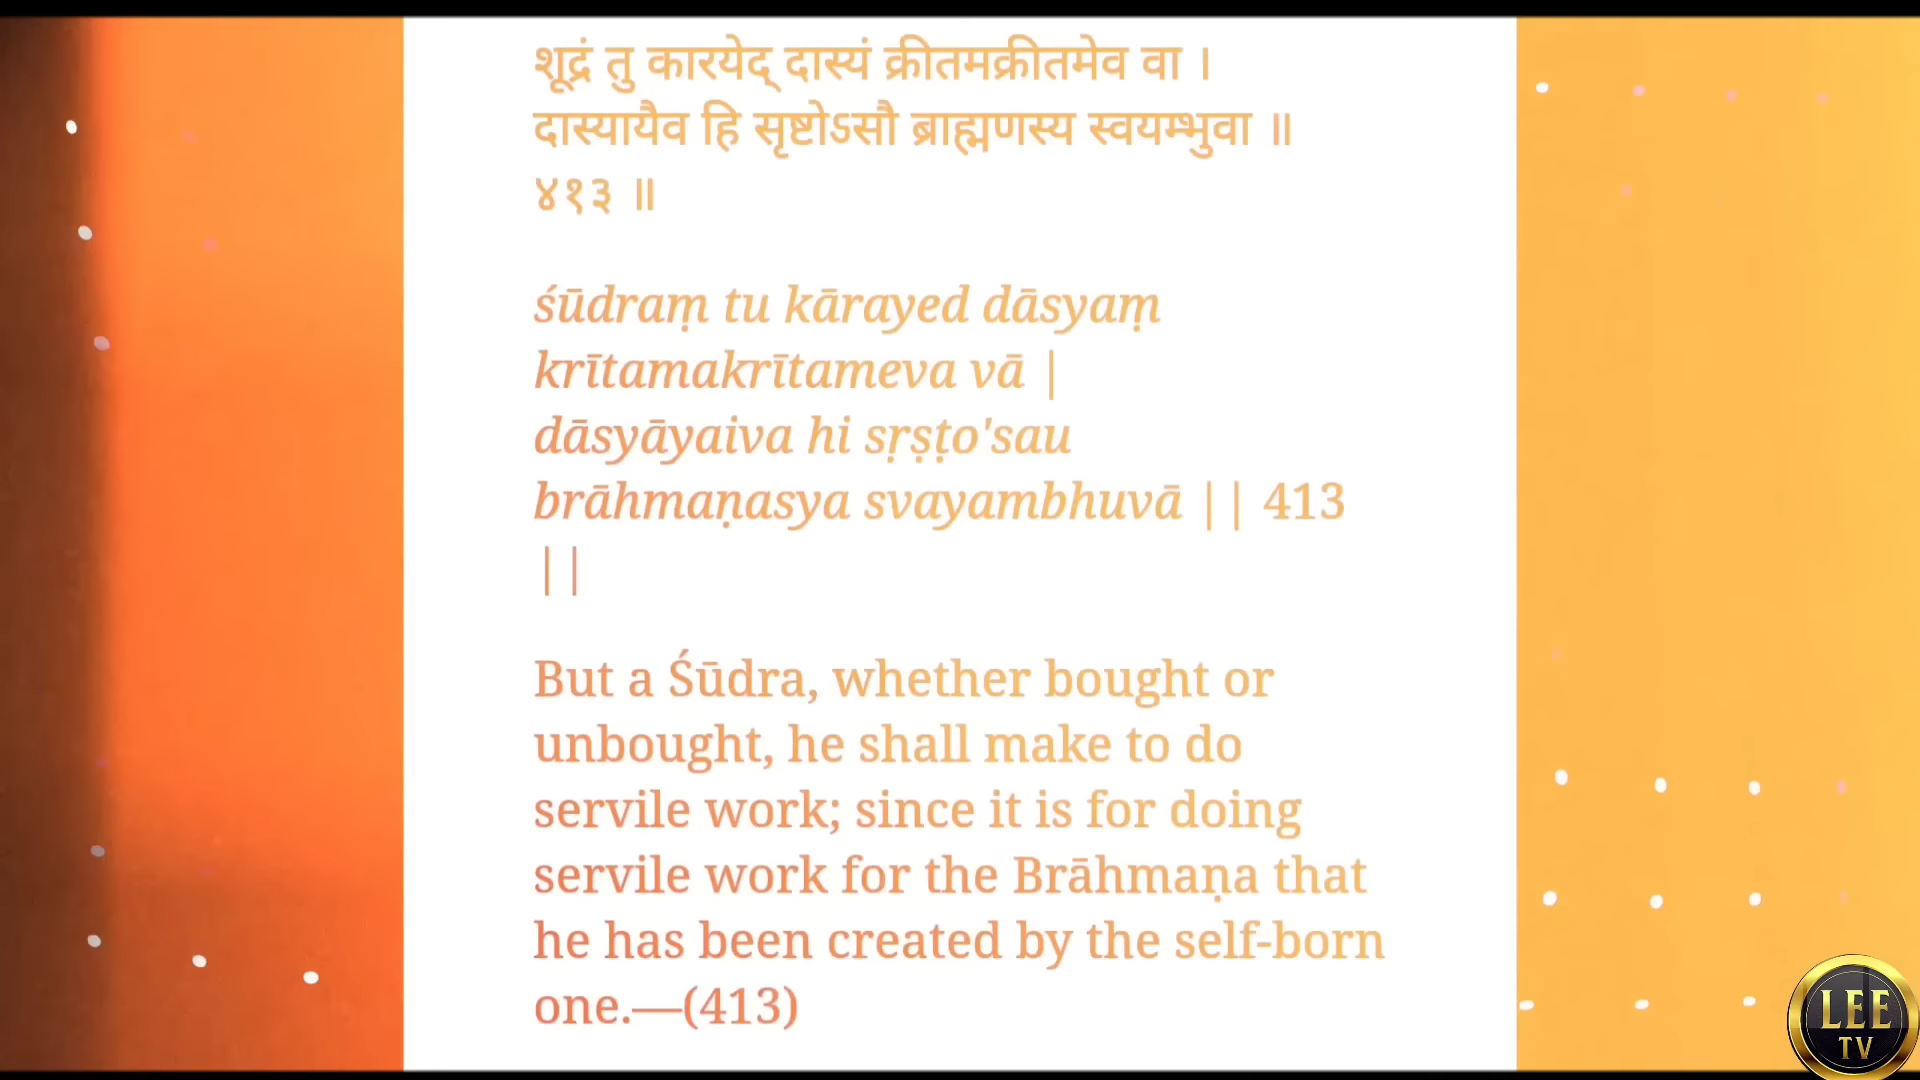 शूद्रं तु कारयेद् दास्यं क्रीतमक्रीतमेव वा ।
दास्यायैव हि सृष्टोऽसौ ब्राह्मणस्य स्वयम्भुवा ॥
४१३ ॥
śūdraṃ tu kārayed dāsyaṃ
krītamakrītameva vā |
dāsyāyaiva hi sṛṣṭo'sau
brāhmaṇasya svayambhuvā || 413
||
But a Śūdra, whether bought or
unbought, he shall make to do
servile work; since it is for doing
servile work for the Brāhmaṇa that
he has been created by the self-born
one.—(413)
LEE
TV